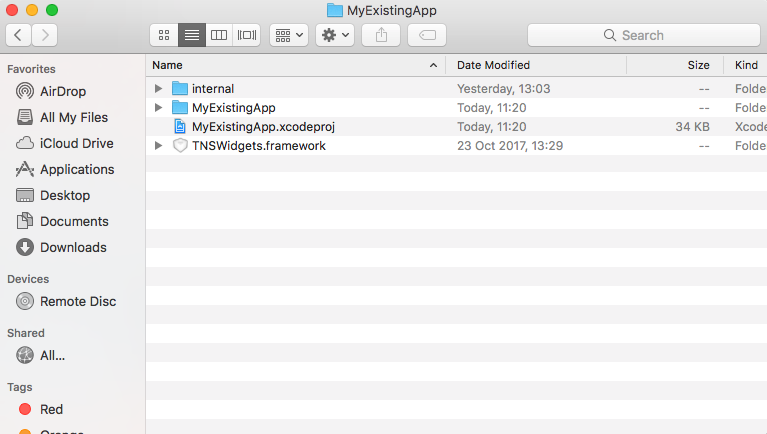 MyExistingApp
Search
Favorites
AirDrop
All My Files
iCloud Drive
Applications
Desktop
Documents
Downloads
Devices
Remote Disc
Shared
All...
Tags
Red
Orange
Name Date Modified Size Kind
internal Yesterday, 13:03 -- Folde
MyExistingApp Today, 11:20 -- Folde
MyExistingApp.xcodeproj Today, 11:20 34 KB Xcod
TNSWidgets.framework 23 Oct 2017, 13:29 -- Folde